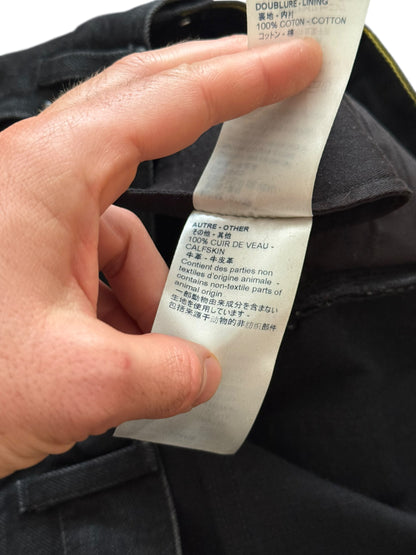 DOUBLURE - LINING
裏地 - 内衬
100% COTON - COTTON
コットン - 棉
AUTRE - OTHER
その他 - 其他
100% CUIR DE VEAU -
CALFSKIN
牛革 - 牛皮革
Contient des parties non
textiles d'origine animale -
contains non-textile parts of
animal origin
一部動物由来成分を含まない
生地を使用しています -
包括来源于动物的非纺织部件